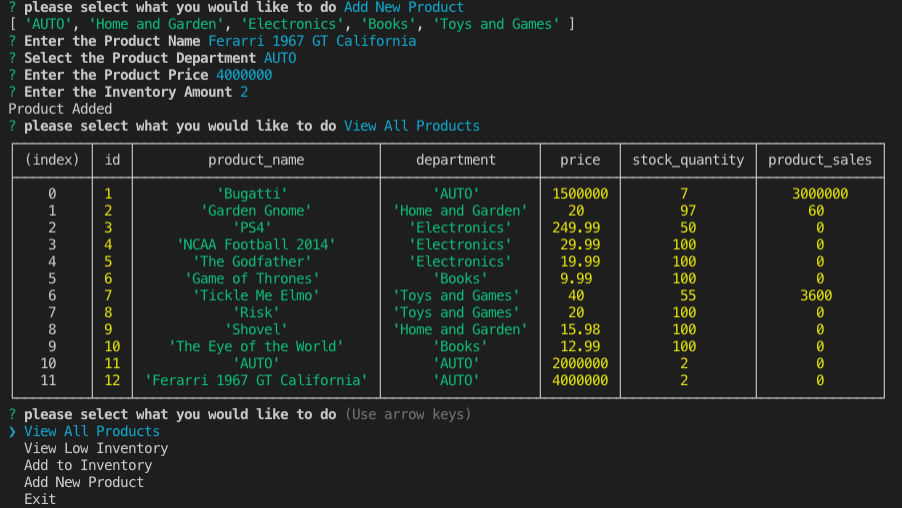 ? please select what you would like to do Add New Product
[ 'AUTO', 'Home and Garden', 'Electronics', 'Books', 'Toys and Games' ]
? Enter the Product Name Ferarri 1967 GT California
? Select the Product Department AUTO
? Enter the Product Price 4000000
? Enter the Inventory Amount 2
Product Added
? please select what you would like to do View All Products
(index) id product_name department price stock_quantity product_sales
0 1 'Bugatti' 'AUTO' 1500000 7 3000000
1 2 'Garden Gnome' 'Home and Garden' 20 97 60
2 3 'PS4' 'Electronics' 249.99 50 0
3 4 'NCAA Football 2014' 'Electronics' 29.99 100 0
4 5 'The Godfather' 'Electronics' 19.99 100 0
5 6 'Game of Thrones' 'Books' 9.99 100 0
6 7 'Tickle Me Elmo' 'Toys and Games' 40 55 3600
7 8 'Risk' 'Toys and Games' 20 100 0
8 9 'Shovel' 'Home and Garden' 15.98 100 0
9 10 'The Eye of the World' 'Books' 12.99 100 0
10 11 'AUTO' 'AUTO' 2000000 2 0
11 12 'Ferarri 1967 GT California' 'AUTO' 4000000 2 0
? please select what you would like to do (Use arrow keys)
❯ View All Products
View Low Inventory
Add to Inventory
Add New Product
Exit